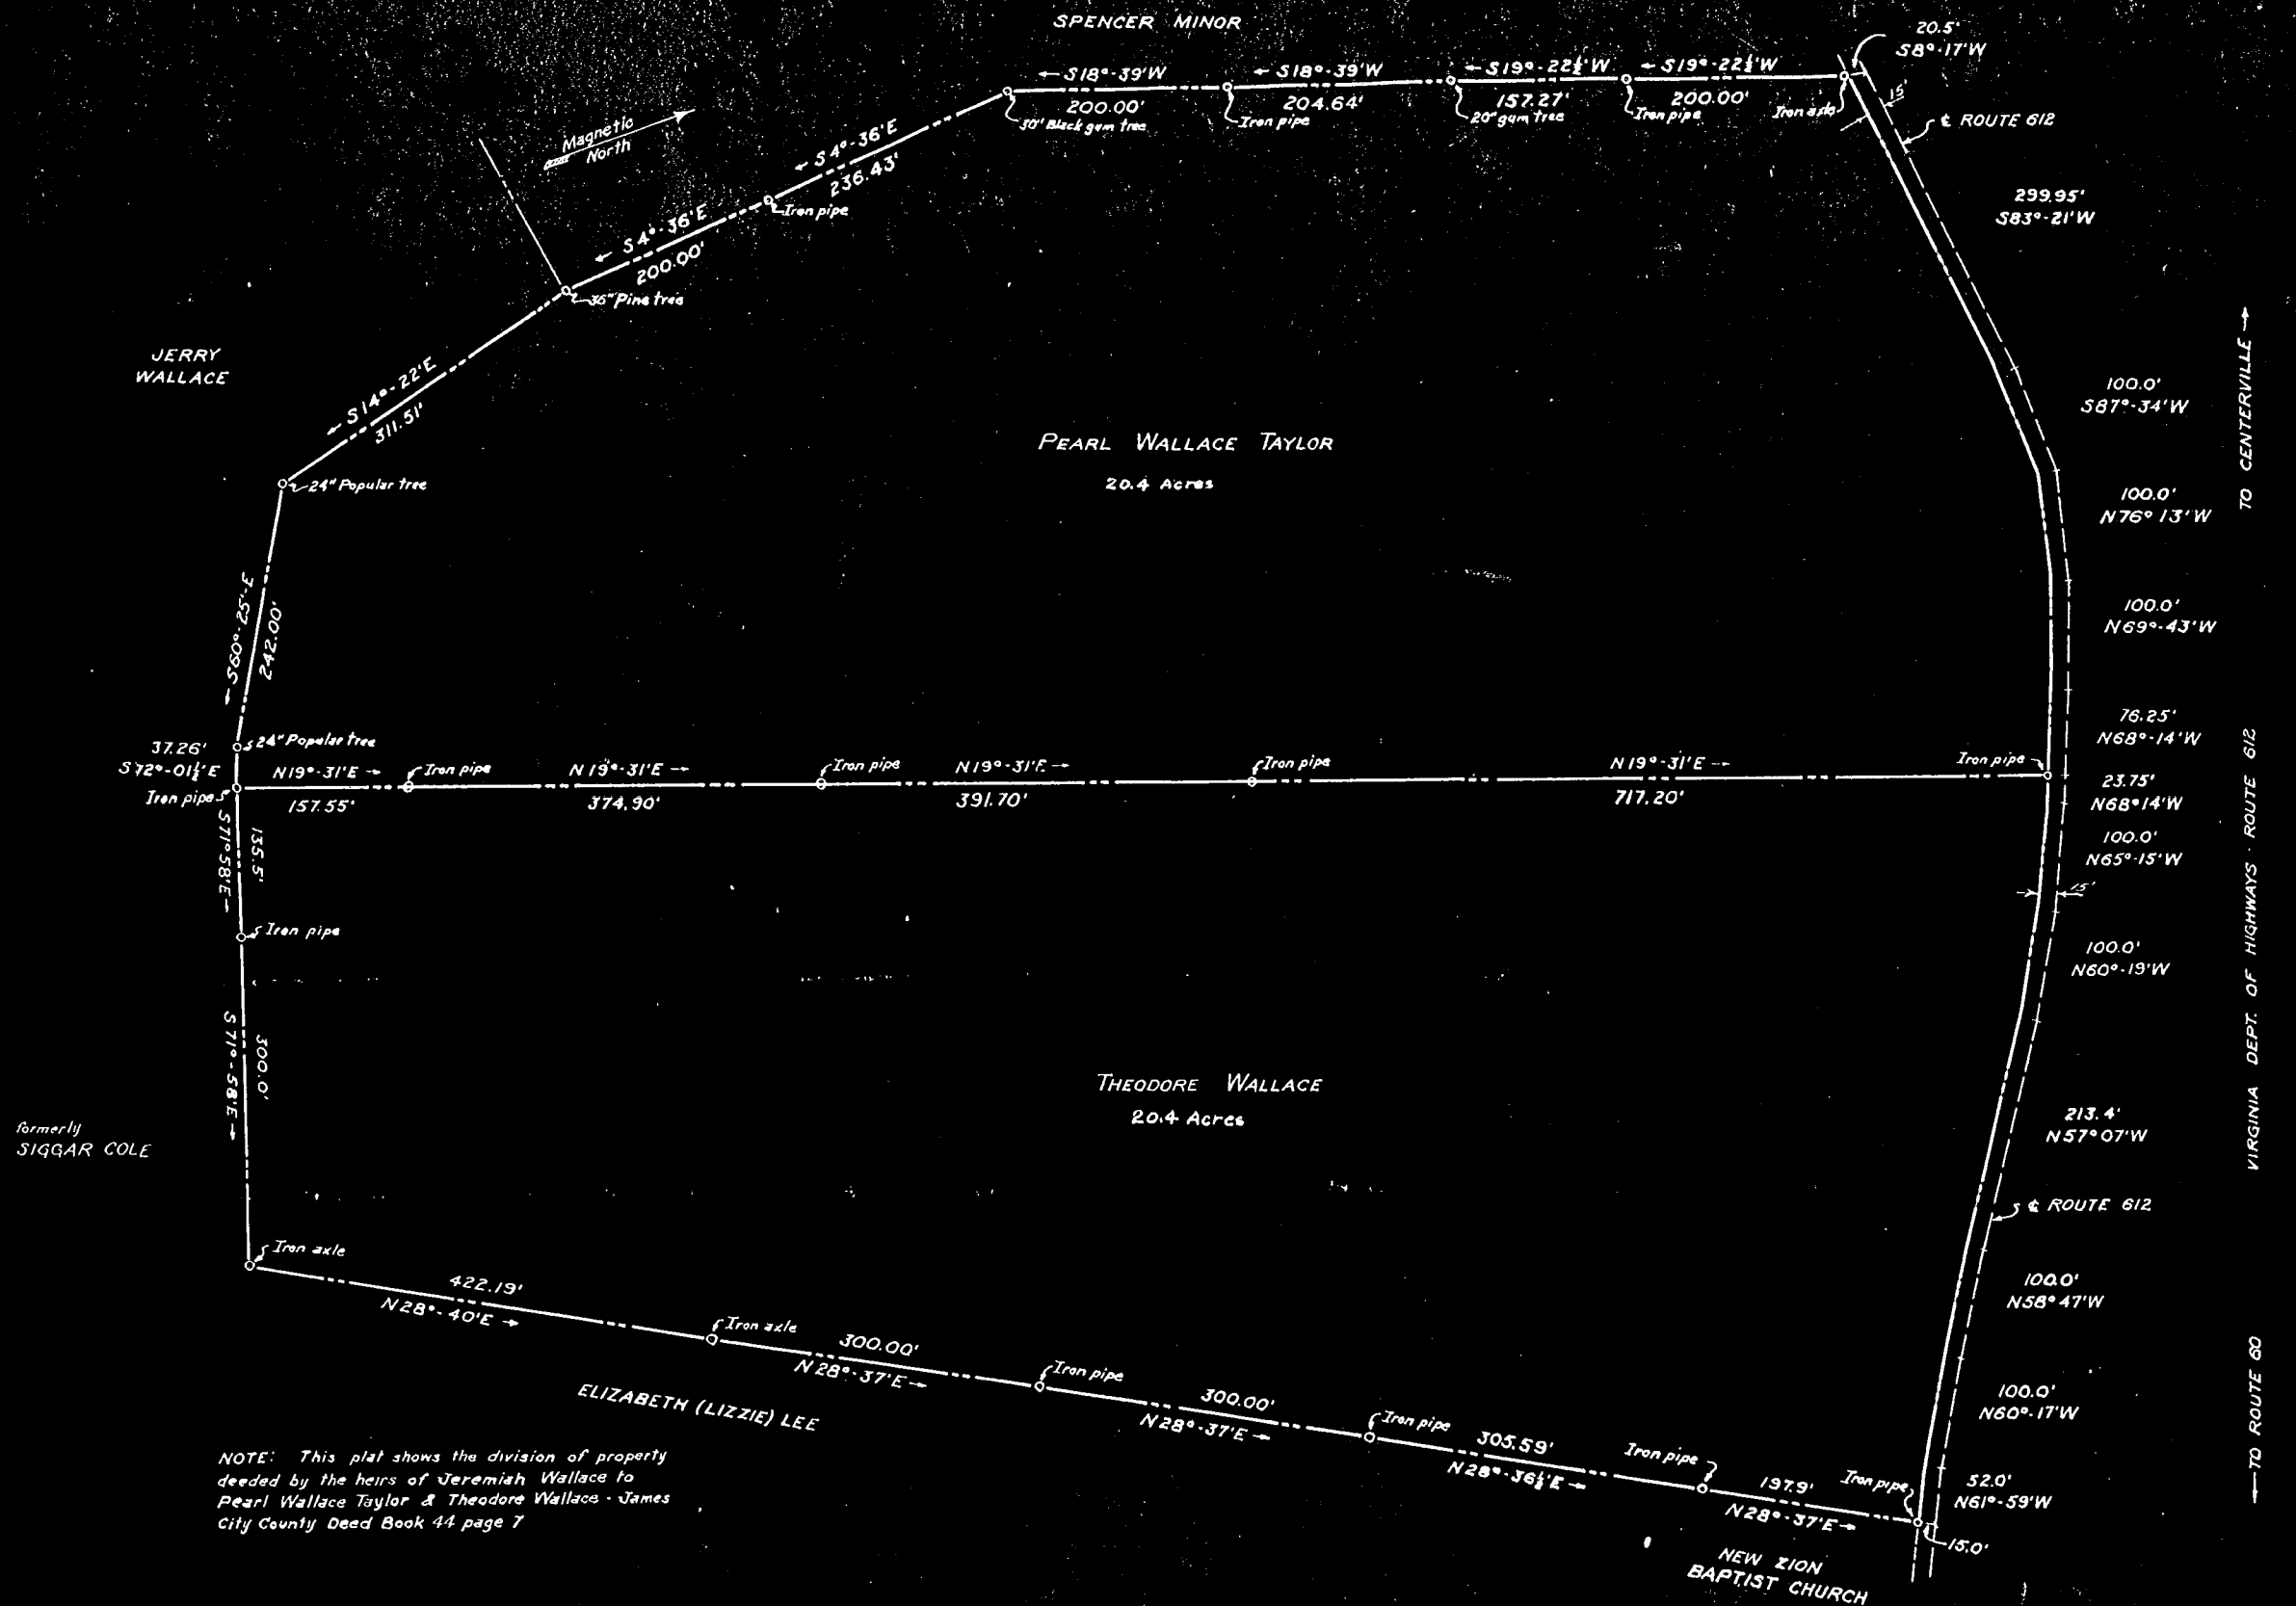 SPENCER MINOR
20.5'
S8°-17'W
S18°-39'W
200.00'
30" Black gum tree
S18°-39'W
204.64'
Iron pipe
S19°-22½'W
157.27'
20" gum tree
S19°-22½'W
200.00'
Iron pipe
Iron axle
15'
℄ ROUTE 612
Magnetic
North
S4°-36'E
236.43'
Iron pipe
S4°-36'E
200.00'
36" Pine tree
299.95'
S83°-21'W
JERRY
WALLACE
S14°-22'E
311.51'
24" Popular tree
PEARL WALLACE TAYLOR
20.4 Acres
100.0'
S87°-34'W
100.0'
N76° 13'W
100.0'
N69°-43'W
76.25'
N68°-14'W
23.75'
N68°14'W
100.0'
N65°-15'W
15'
100.0'
N60°-19'W
213.4'
N57°07'W
℄ ROUTE 612
100.0'
N58°47'W
100.0'
N60°-17'W
52.0'
N61°-59'W
15.0'
TO CENTERVILLE
VIRGINIA DEPT. OF HIGHWAYS - ROUTE 612
TO ROUTE 60
S60°-25'-E
242.00'
24" Popular tree
37.26'
S72°-01½'E
Iron pipe
N19°-31'E
157.55'
Iron pipe
N19°-31'E
374.90'
Iron pipe
N19°-31'E
391.70'
Iron pipe
N19°-31'E
717.20'
Iron pipe
S71°58'E
135.5'
Iron pipe
S71°-58'E
300.0'
THEODORE WALLACE
20.4 Acres
formerly
SIGGAR COLE
Iron axle
422.19'
N28°-40'E
Iron axle
300.00'
N28°-37'E
Iron pipe
300.00'
N28°-37'E
Iron pipe
305.59'
N28°-36½'E
Iron pipe
197.9'
N28°-37'E
Iron pipe
ELIZABETH (LIZZIE) LEE
NEW ZION
BAPTIST CHURCH
NOTE: This plat shows the division of property
deeded by the heirs of Jeremiah Wallace to
Pearl Wallace Taylor & Theodore Wallace - James
City County Deed Book 44 page 7